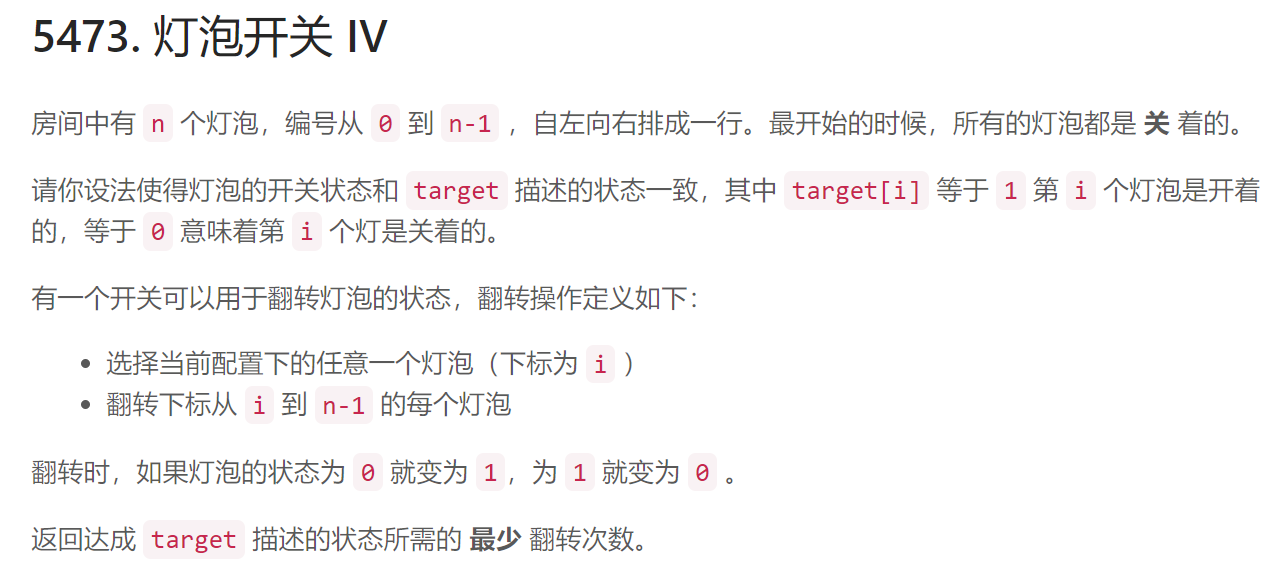 5473. 灯泡开关 IV
房间中有 n 个灯泡，编号从 0 到 n-1 ，自左向右排成一行。最开始的时候，所有的灯泡都是 关 着的。
请你设法使得灯泡的开关状态和 target 描述的状态一致，其中 target[i] 等于 1 第 i 个灯泡是开着
的，等于 0 意味着第 i 个灯是关着的。
有一个开关可以用于翻转灯泡的状态，翻转操作定义如下：
• 选择当前配置下的任意一个灯泡（下标为 i ）
• 翻转下标从 i 到 n-1 的每个灯泡
翻转时，如果灯泡的状态为 0 就变为 1，为 1 就变为 0 。
返回达成 target 描述的状态所需的 最少 翻转次数。